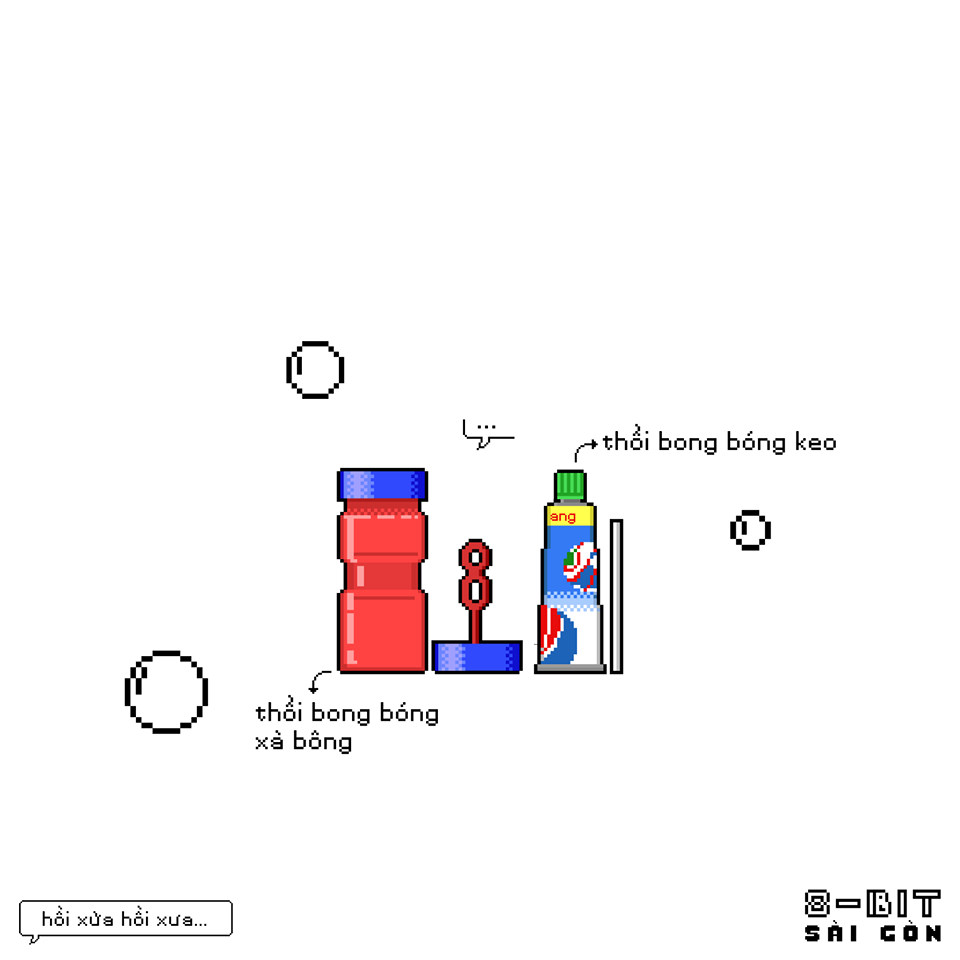 ...
thổi bong bóng keo
ang
thổi bong bóng
xà bông
hồi xửa hồi xưa...
8-BIT
SÀI GÒN